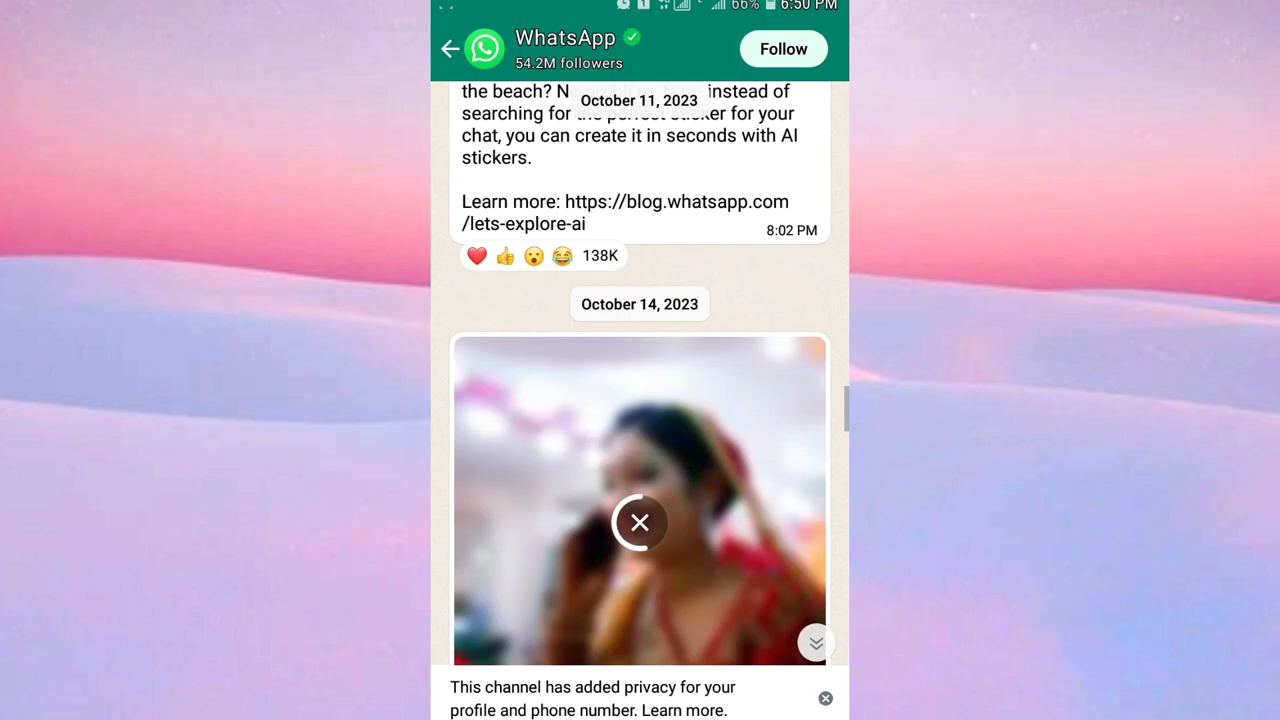 66% 6:50 PM
WhatsApp
54.2M followers
Follow
the beach? instead of
October 11, 2023
searching for the perfect sticker for your
chat, you can create it in seconds with AI
stickers.
Learn more: https://blog.whatsapp.com
/lets-explore-ai
8:02 PM
138K
October 14, 2023
This channel has added privacy for your
profile and phone number. Learn more.